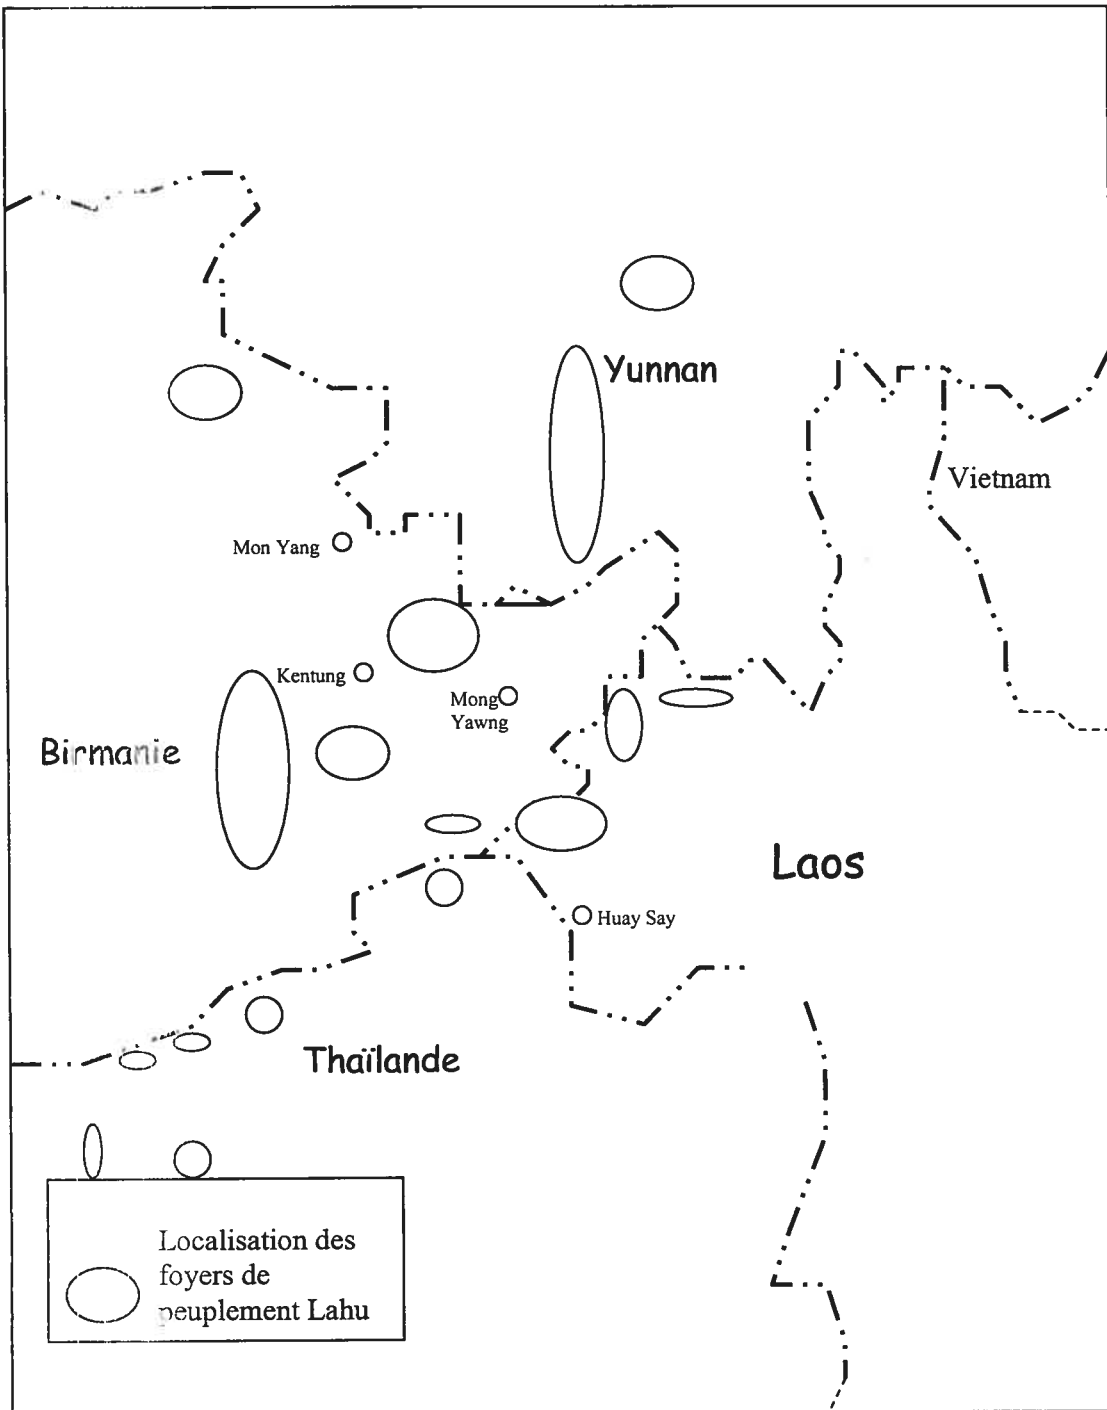 Yunnan
Vietnam
Mon Yang
Kentung
Mong
Yawng
Birmanie
Laos
Huay Say
Thaïlande
Localisation des
foyers de
peuplement Lahu